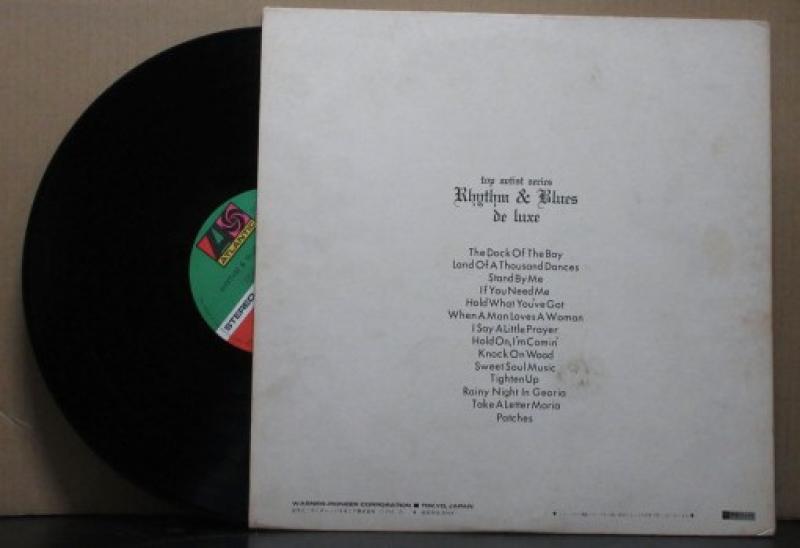 ATLANTIC
STEREO
top artist series
Rhythm & Blues
de luxe
The Dock Of The Bay
Land Of A Thousand Dances
Stand By Me
If You Need Me
Hold What You've Got
When A Man Loves A Woman
I Say A Little Prayer
Hold On, I'm Comin'
Knock On Wood
Sweet Soul Music
Tighten Up
Rainy Night In Georia
Take A Letter Maria
Patches
WARNER-PIONEER CORPORATION ■ TOKYO, JAPAN